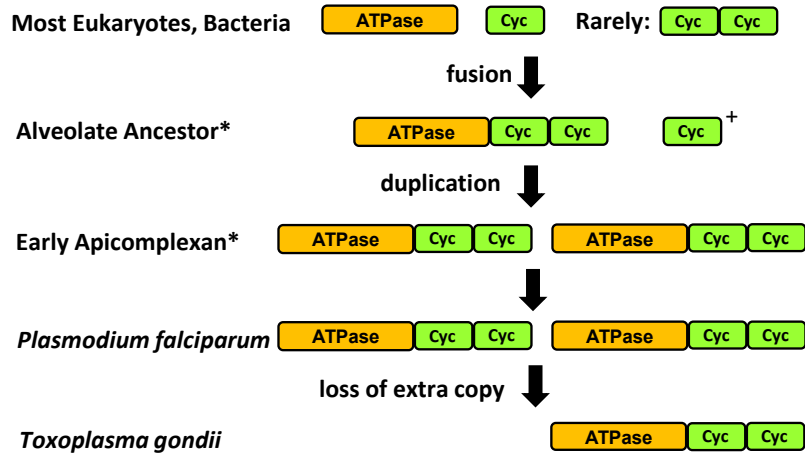 Most Eukaryotes, Bacteria ATPase Cyc Rarely: Cyc Cyc
fusion
Alveolate Ancestor* ATPase Cyc Cyc Cyc +
duplication
Early Apicomplexan* ATPase Cyc Cyc ATPase Cyc Cyc
Plasmodium falciparum ATPase Cyc Cyc ATPase Cyc Cyc
loss of extra copy
Toxoplasma gondii ATPase Cyc Cyc